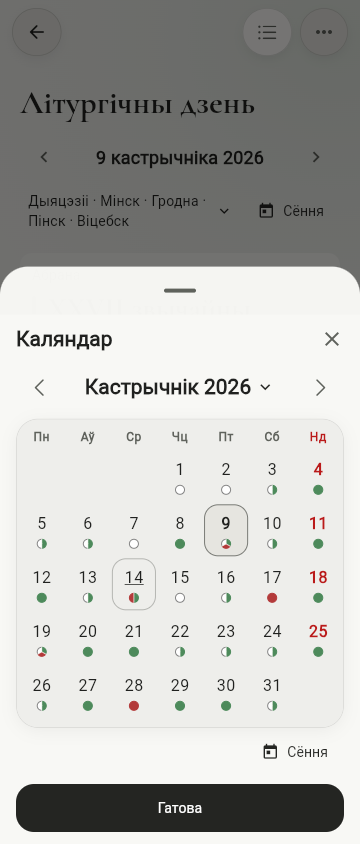 Літургічны дзень
9 кастрычніка 2026
Дыяцэзіі · Мінск · Гродна ·
Пінск · Віцебск
Сёння
Каляндар
Кастрычнік 2026
Пн Аў Ср Чц Пт Сб Нд
1 2 3 4
5 6 7 8 9 10 11
12 13 14 15 16 17 18
19 20 21 22 23 24 25
26 27 28 29 30 31
Сёння
Гатова